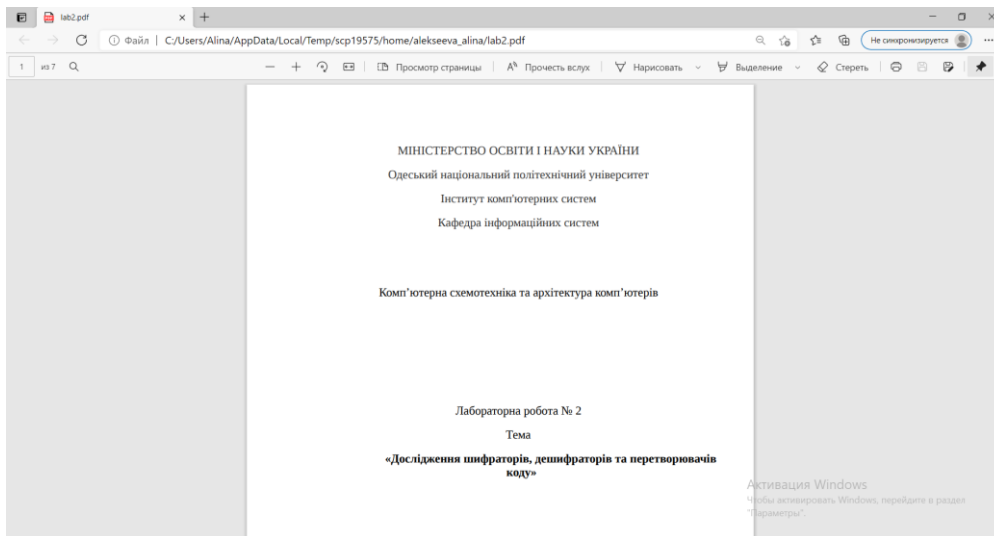 lab2.pdf
Файл | C:/Users/Alina/AppData/Local/Temp/scp19575/home/alekseeva_alina/lab2.pdf
Не синхронизируется
1 из 7
Просмотр страницы
Прочесть вслух
Нарисовать
Выделение
Стереть
МІНІСТЕРСТВО ОСВІТИ І НАУКИ УКРАЇНИ
Одеський національний політехнічний університет
Інститут комп'ютерних систем
Кафедра інформаційних систем
Комп’ютерна схемотехніка та архітектура комп’ютерів
Лабораторна робота № 2
Тема
«Дослідження шифраторів, дешифраторів та перетворювачів
коду»
Активация Windows
Чтобы активировать Windows, перейдите в раздел
"Параметры".